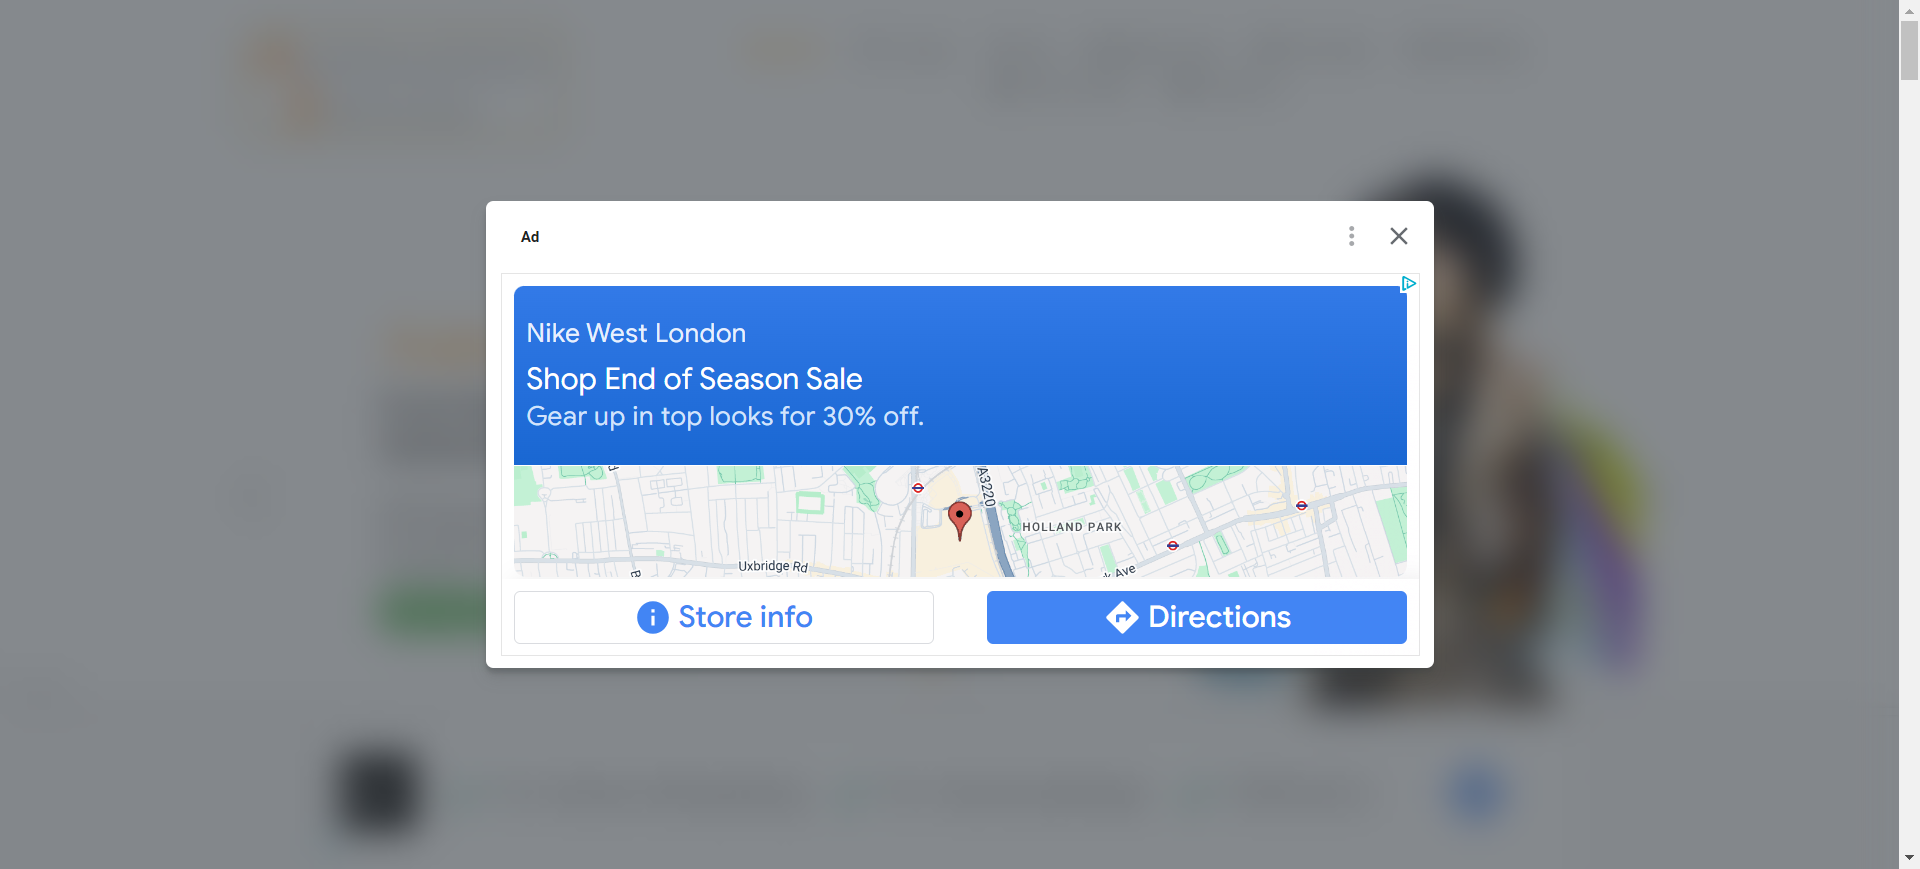 Ad
Nike West London
Shop End of Season Sale
Gear up in top looks for 30% off.
A3220
HOLLAND PARK
Uxbridge Rd
k Ave
Store info
Directions